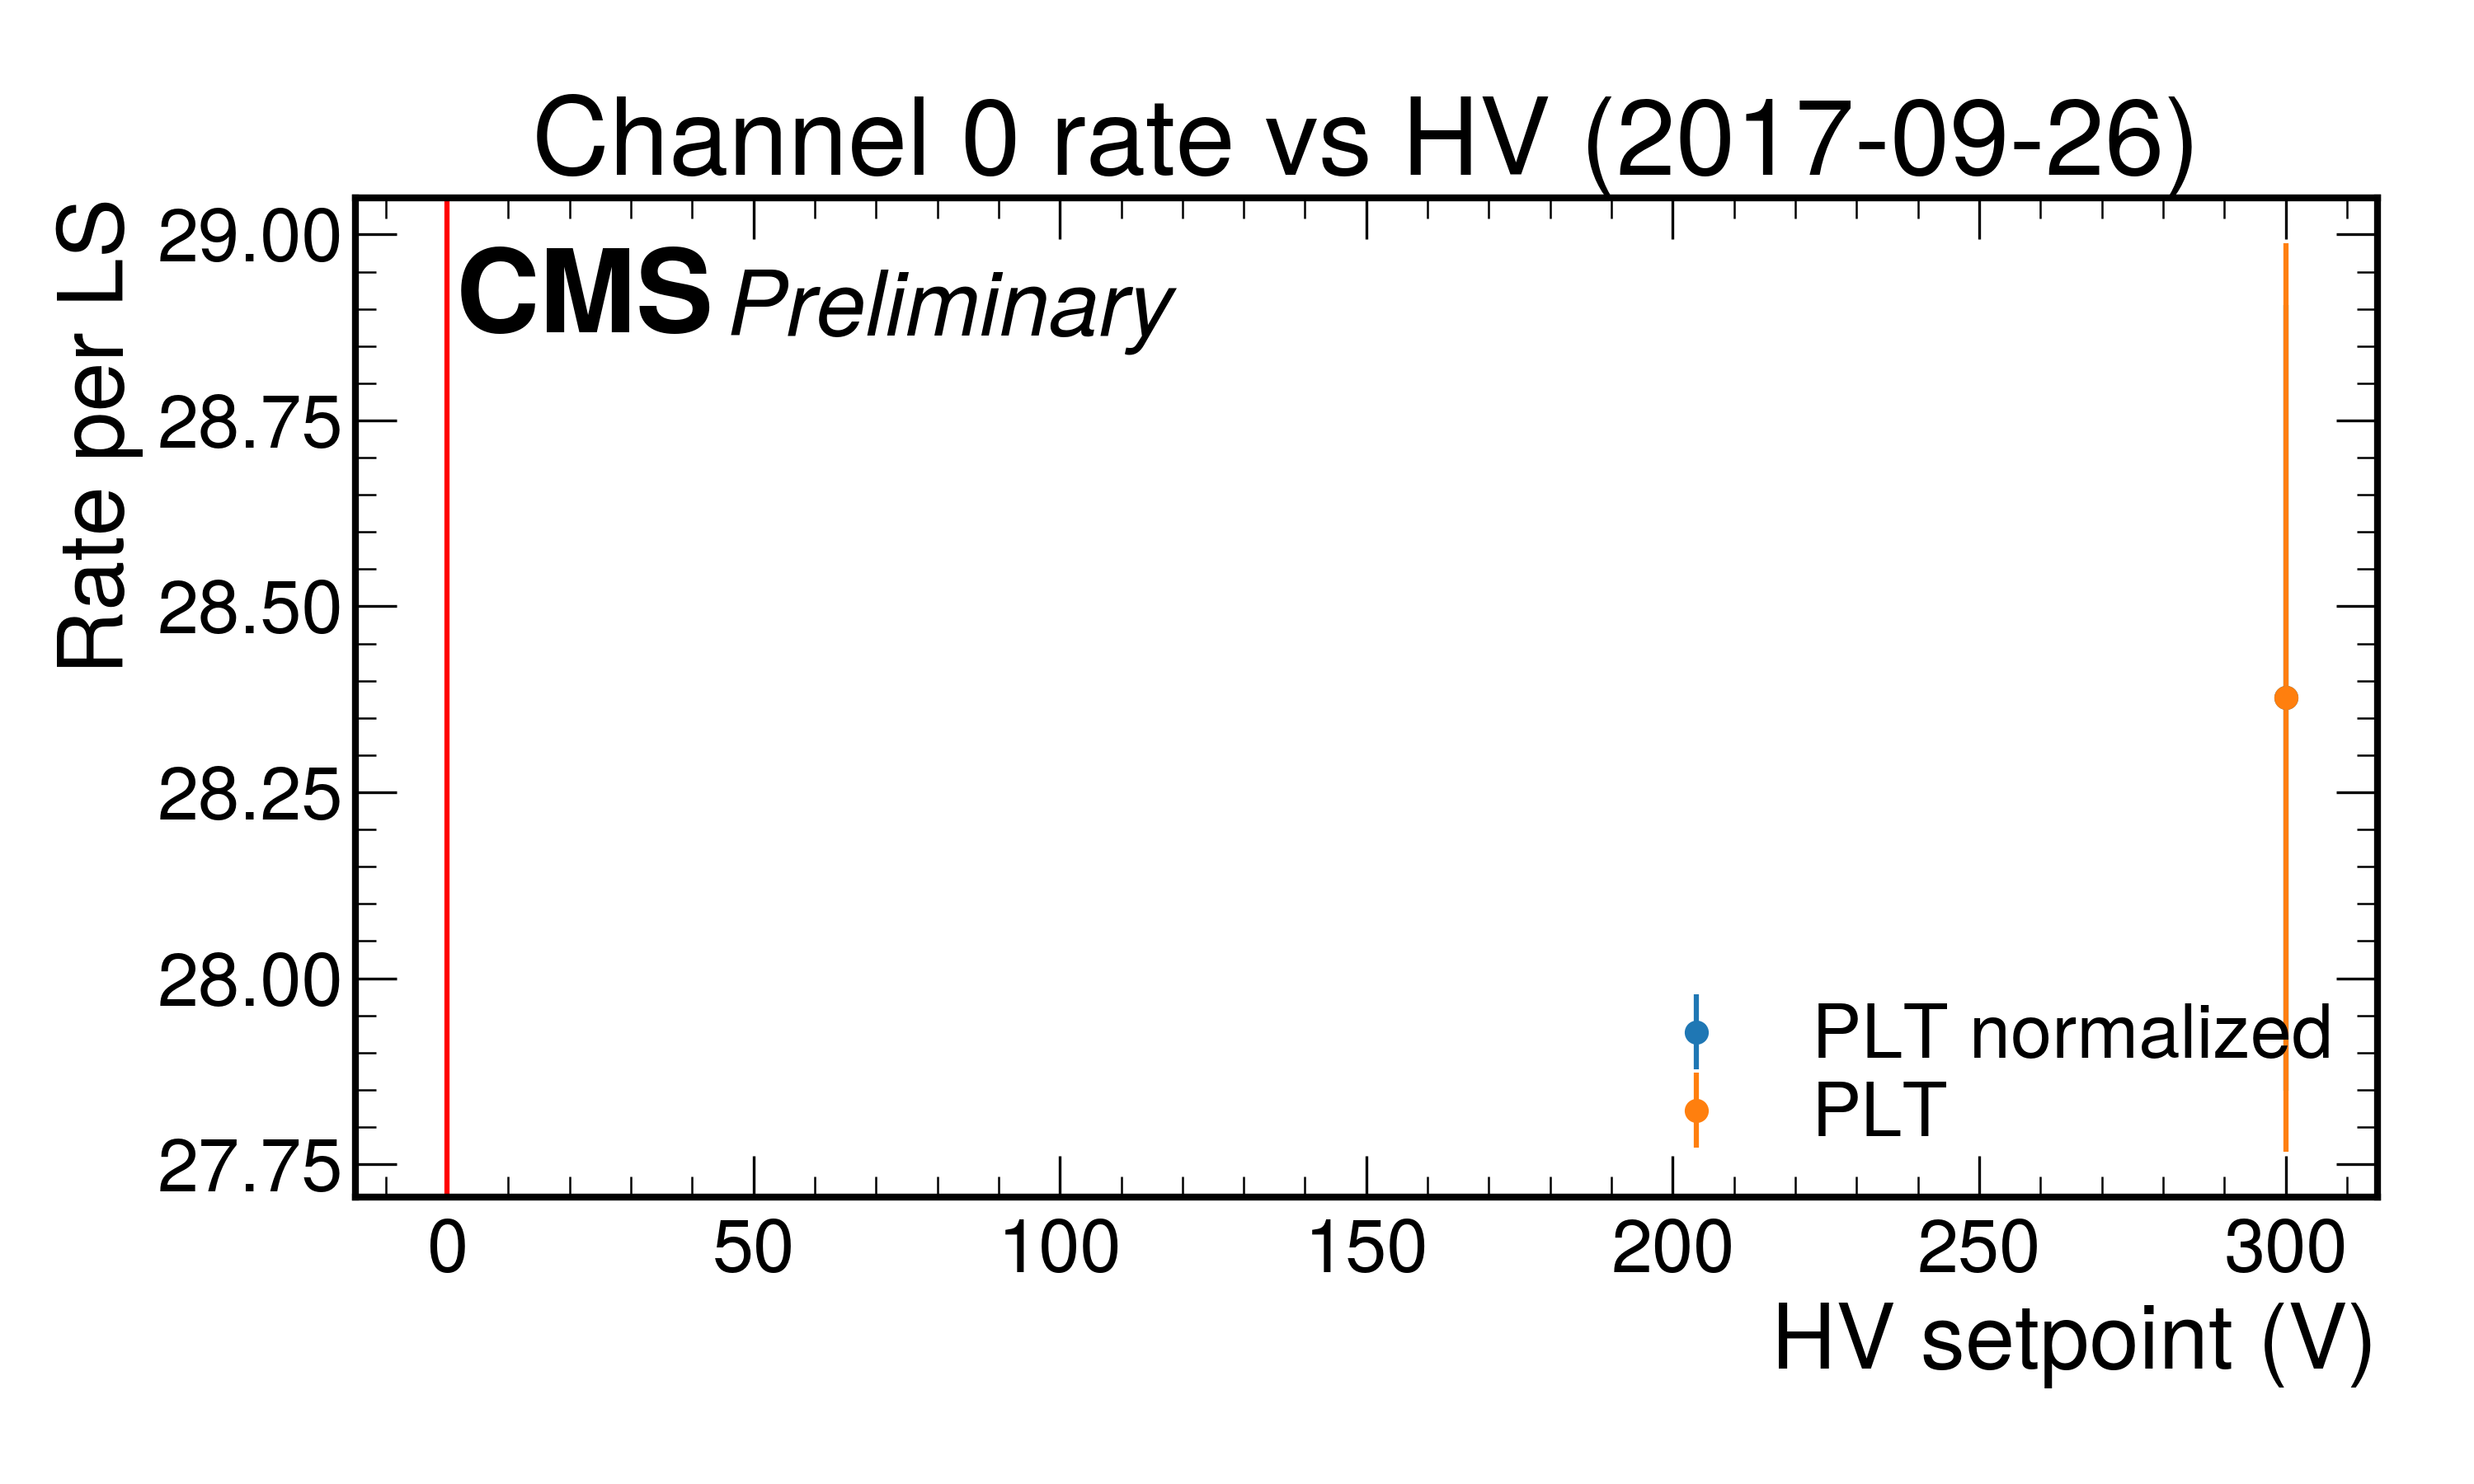 Channel 0 rate vs HV (2017-09-26)
Rate per LS
29.00
28.75
28.50
28.25
28.00
27.75
CMS Preliminary
PLT normalized
PLT
0 50 100 150 200 250 300
HV setpoint (V)